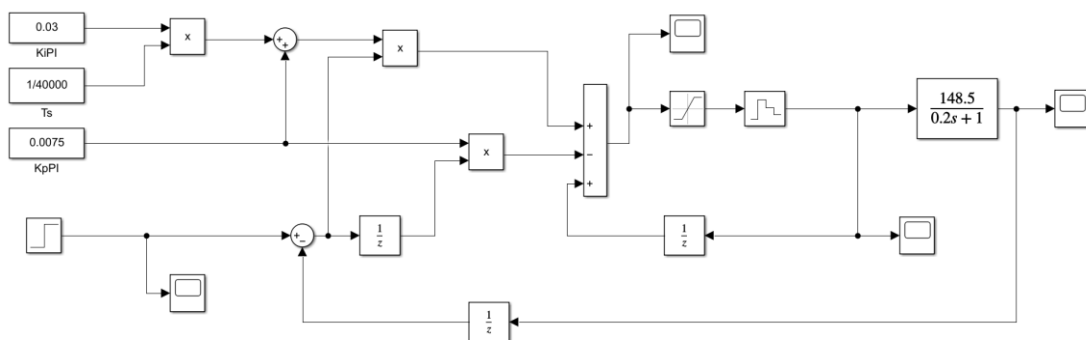 0.03
KiPI
x
+
+
x
1/40000
Ts
0.0075
KpPI
x
+
−
+
148.5
0.2s + 1
+
−
1
z
1
z
1
z